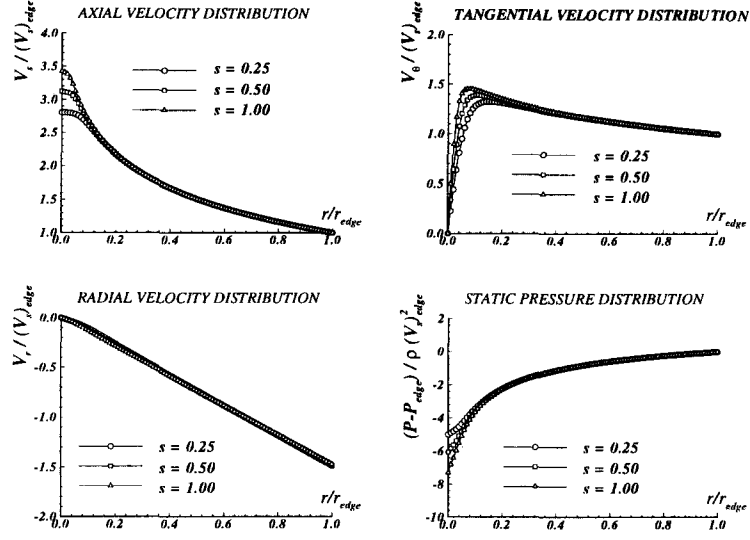 AXIAL VELOCITY DISTRIBUTION
V_s / (V_s)_edge
4.0
3.5
3.0
2.5
2.0
1.5
1.0
s = 0.25
s = 0.50
s = 1.00
r/r_edge
0.0 0.2 0.4 0.6 0.8 1.0
TANGENTIAL VELOCITY DISTRIBUTION
V_θ / (V_s)_edge
2.0
1.5
1.0
0.5
0.0
s = 0.25
s = 0.50
s = 1.00
r/r_edge
0.0 0.2 0.4 0.6 0.8 1.0
RADIAL VELOCITY DISTRIBUTION
V_r / (V_s)_edge
0.0
-0.5
-1.0
-1.5
-2.0
s = 0.25
s = 0.50
s = 1.00
r/r_edge
0.0 0.2 0.4 0.6 0.8 1.0
STATIC PRESSURE DISTRIBUTION
(P-P_edge) / ρ (V_s)²
2
0
-2
-4
-6
-8
-10
s = 0.25
s = 0.50
s = 1.00
r/r_edge
0.0 0.2 0.4 0.6 0.8 1.0